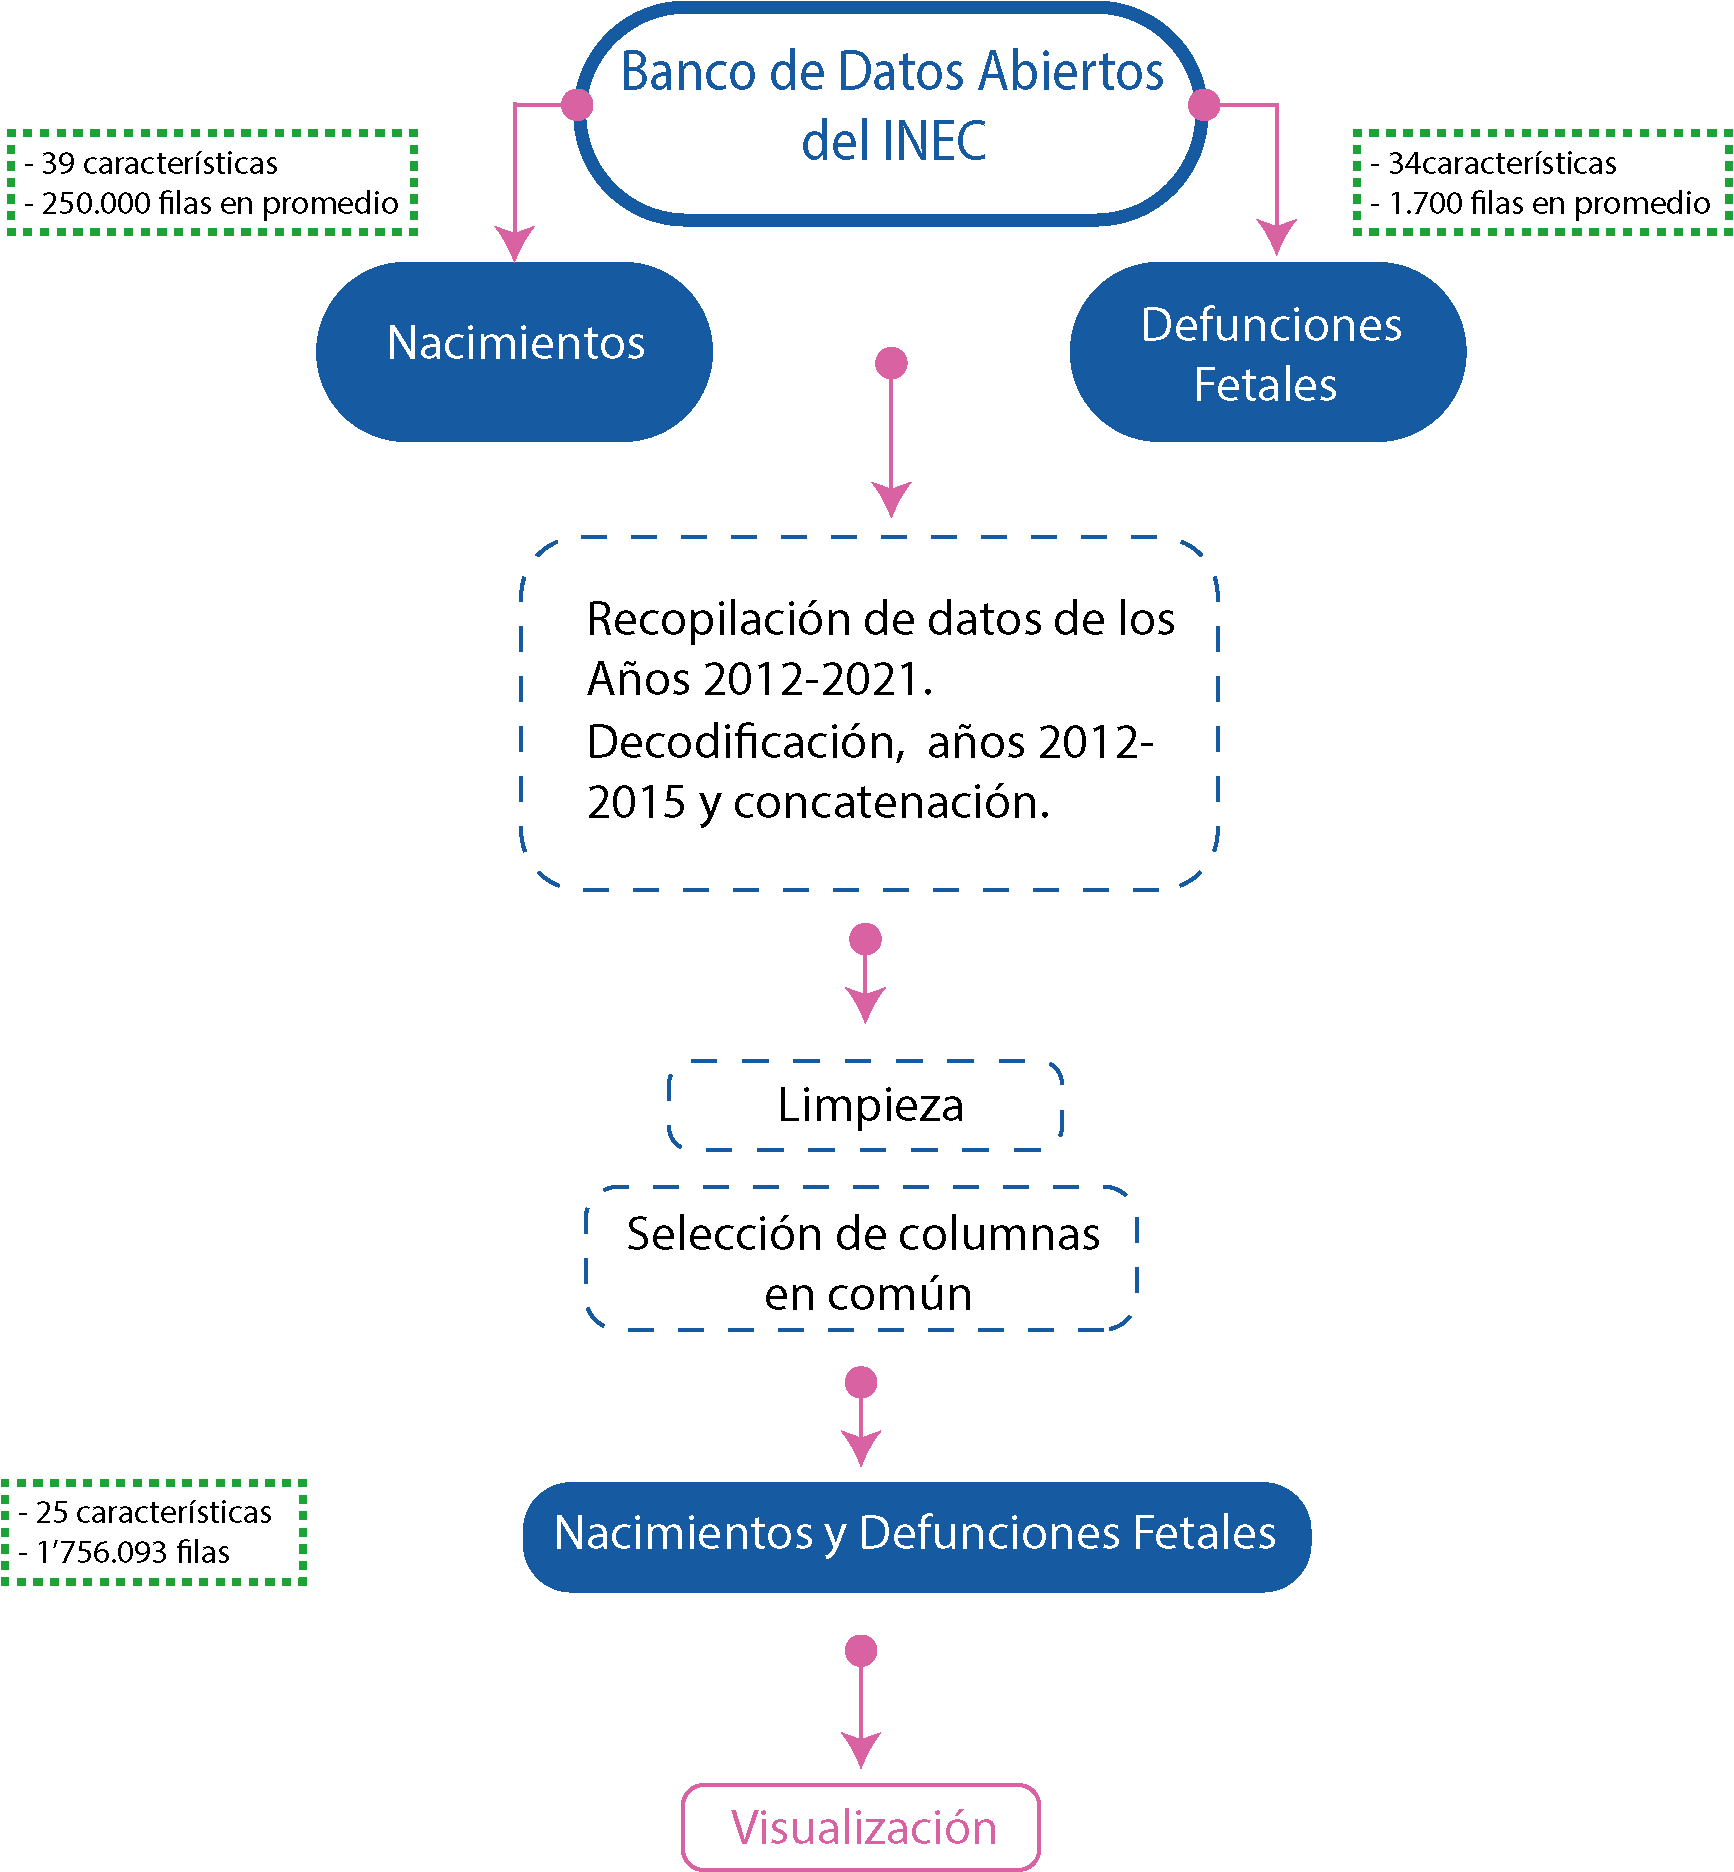 Banco de Datos Abiertos
del INEC
- 39 características
- 250.000 filas en promedio
- 34características
- 1.700 filas en promedio
Nacimientos
Defunciones
Fetales
Recopilación de datos de los
Años 2012-2021.
Decodificación,  años 2012-
2015 y concatenación.
Limpieza
Selección de columnas
en común
- 25 características
- 1’756.093 filas
Nacimientos y Defunciones Fetales
Visualización